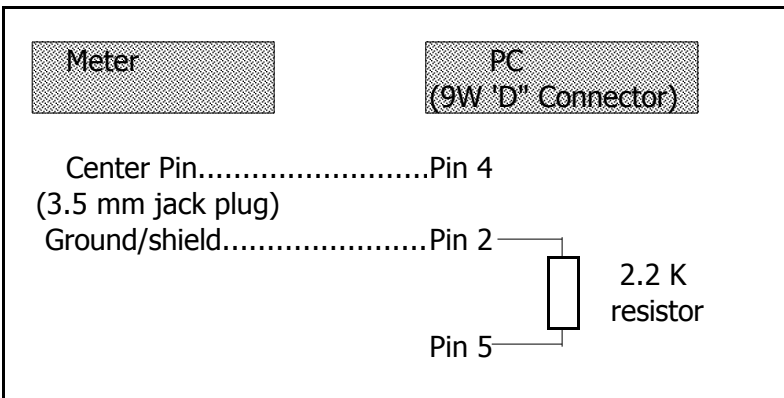 Meter
PC
(9W 'D" Connector)
Center Pin..........................Pin 4
(3.5 mm jack plug)
Ground/shield.......................Pin 2
2.2 K
resistor
Pin 5